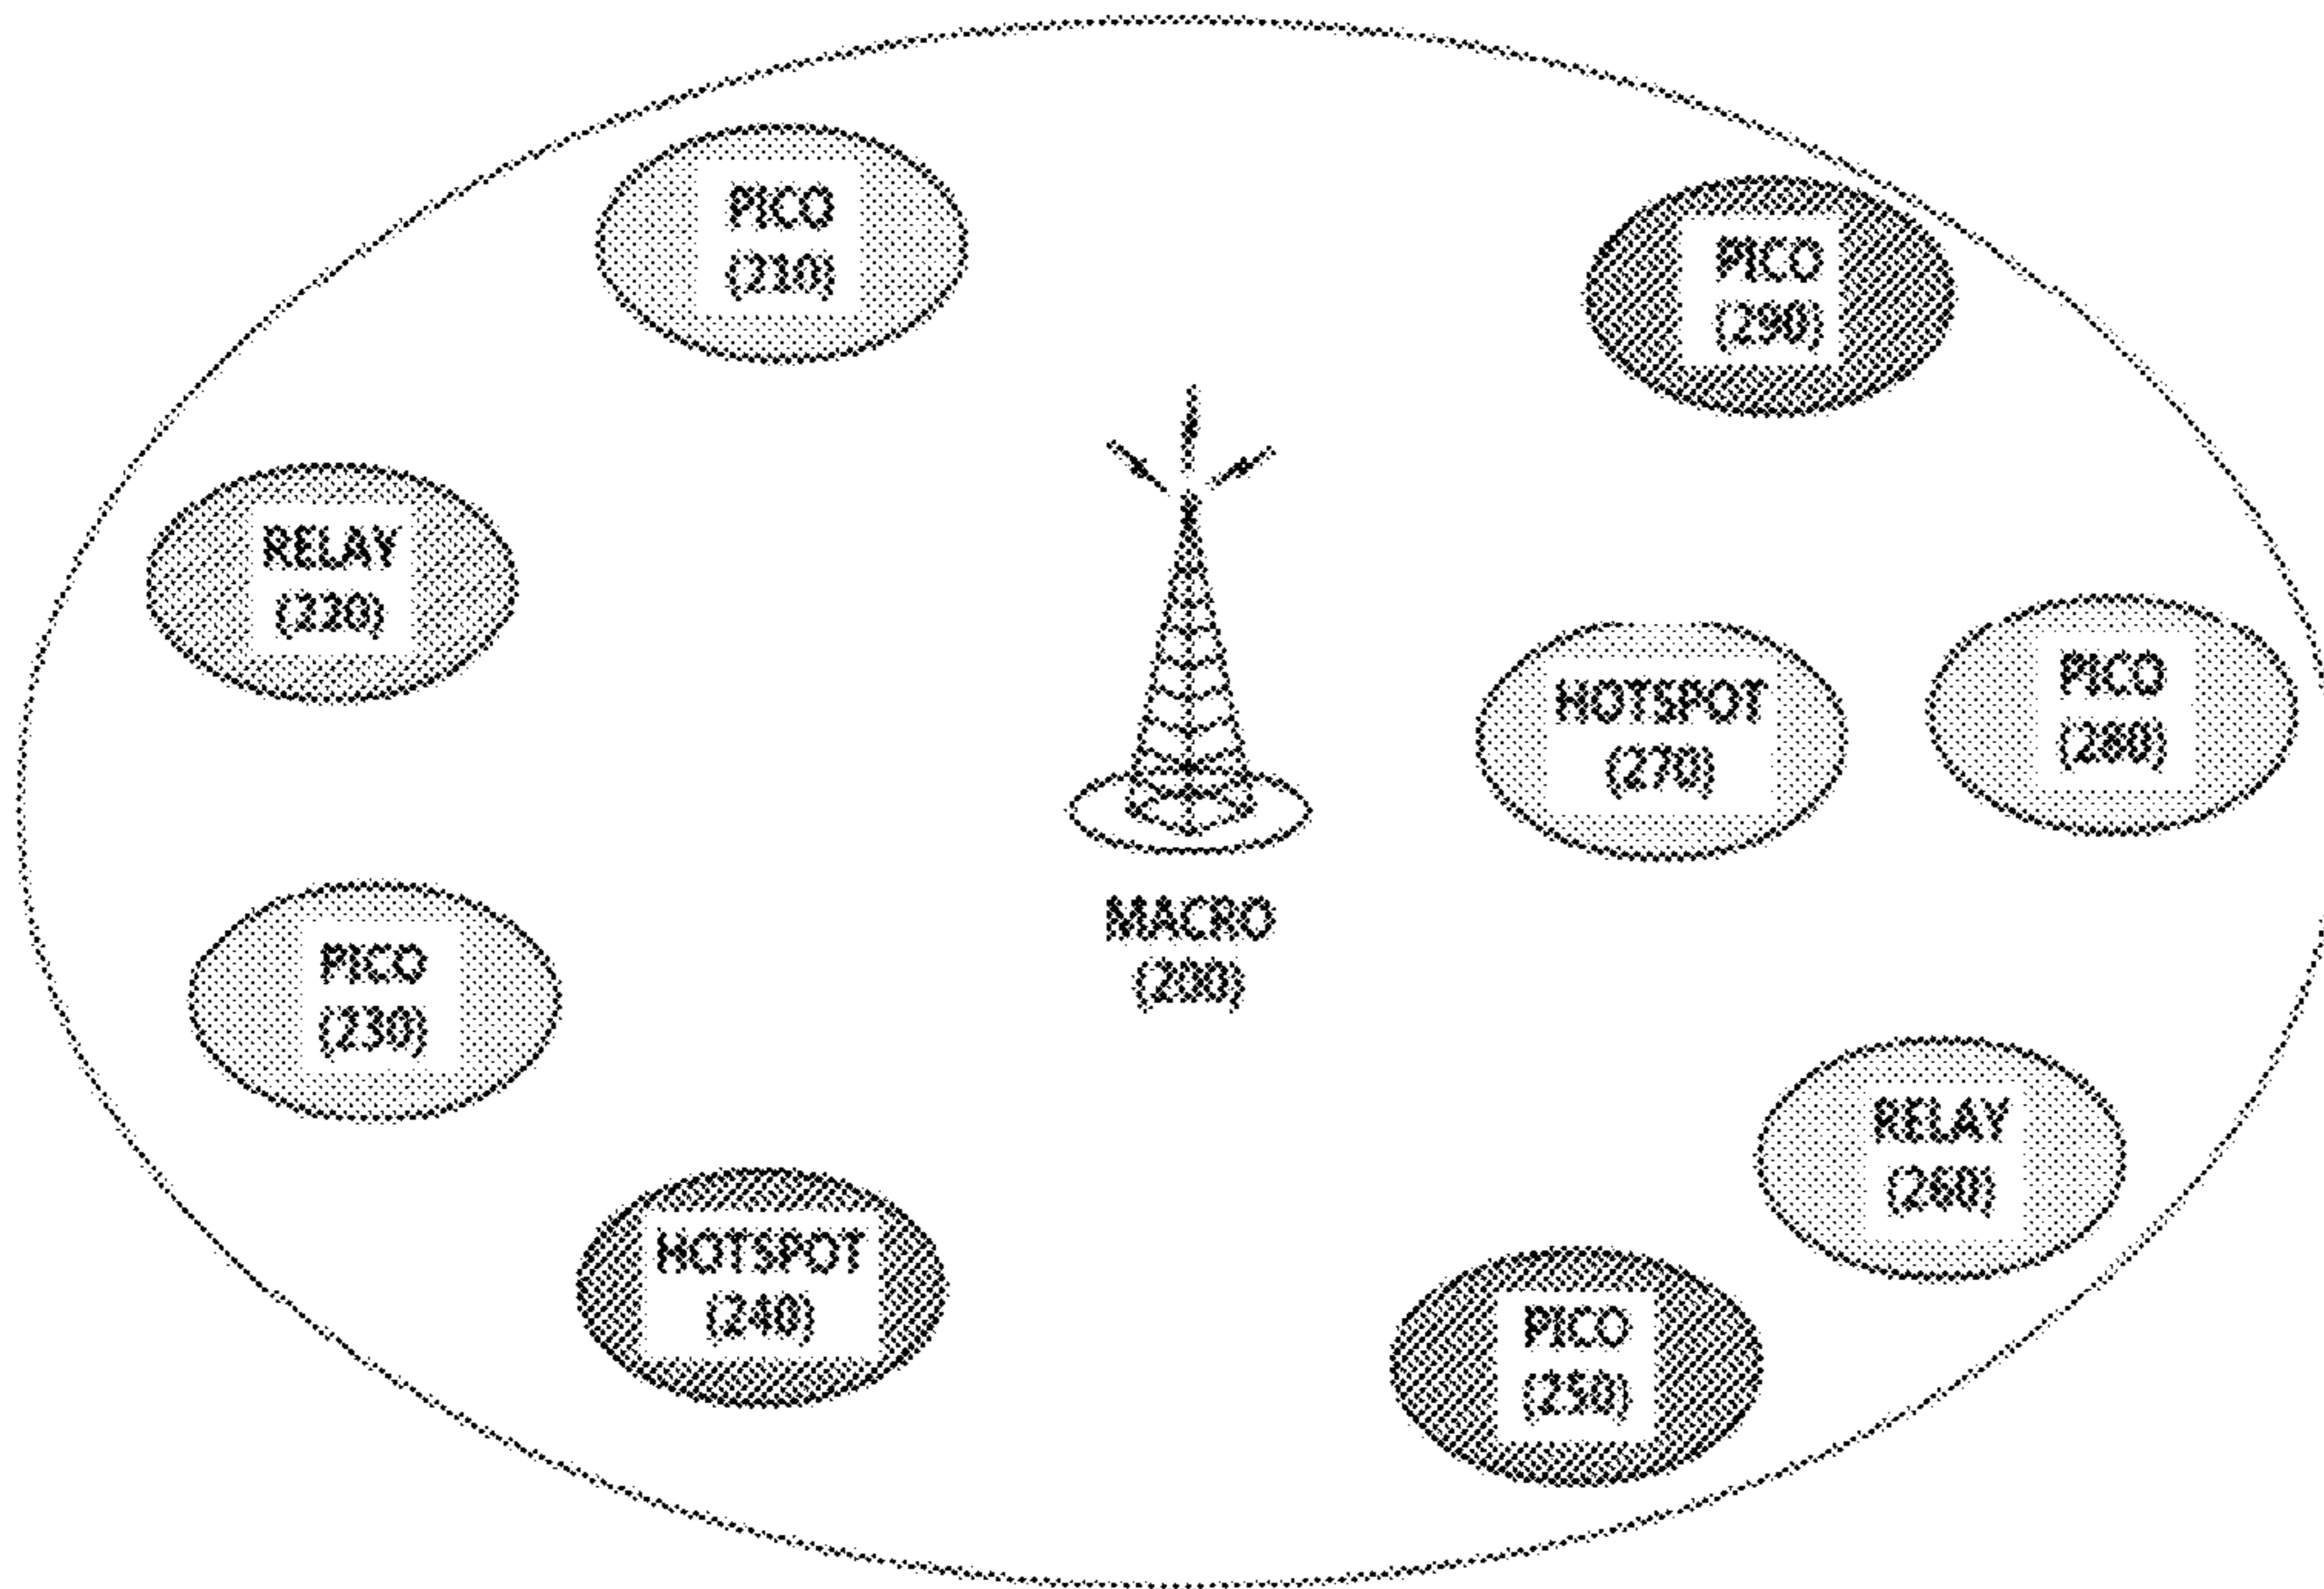 PICO
(210)
PICO
(290)
RELAY
(220)
HOTSPOT
(270)
PICO
(280)
MACRO
(200)
PICO
(230)
RELAY
(260)
HOTSPOT
(240)
PICO
(250)